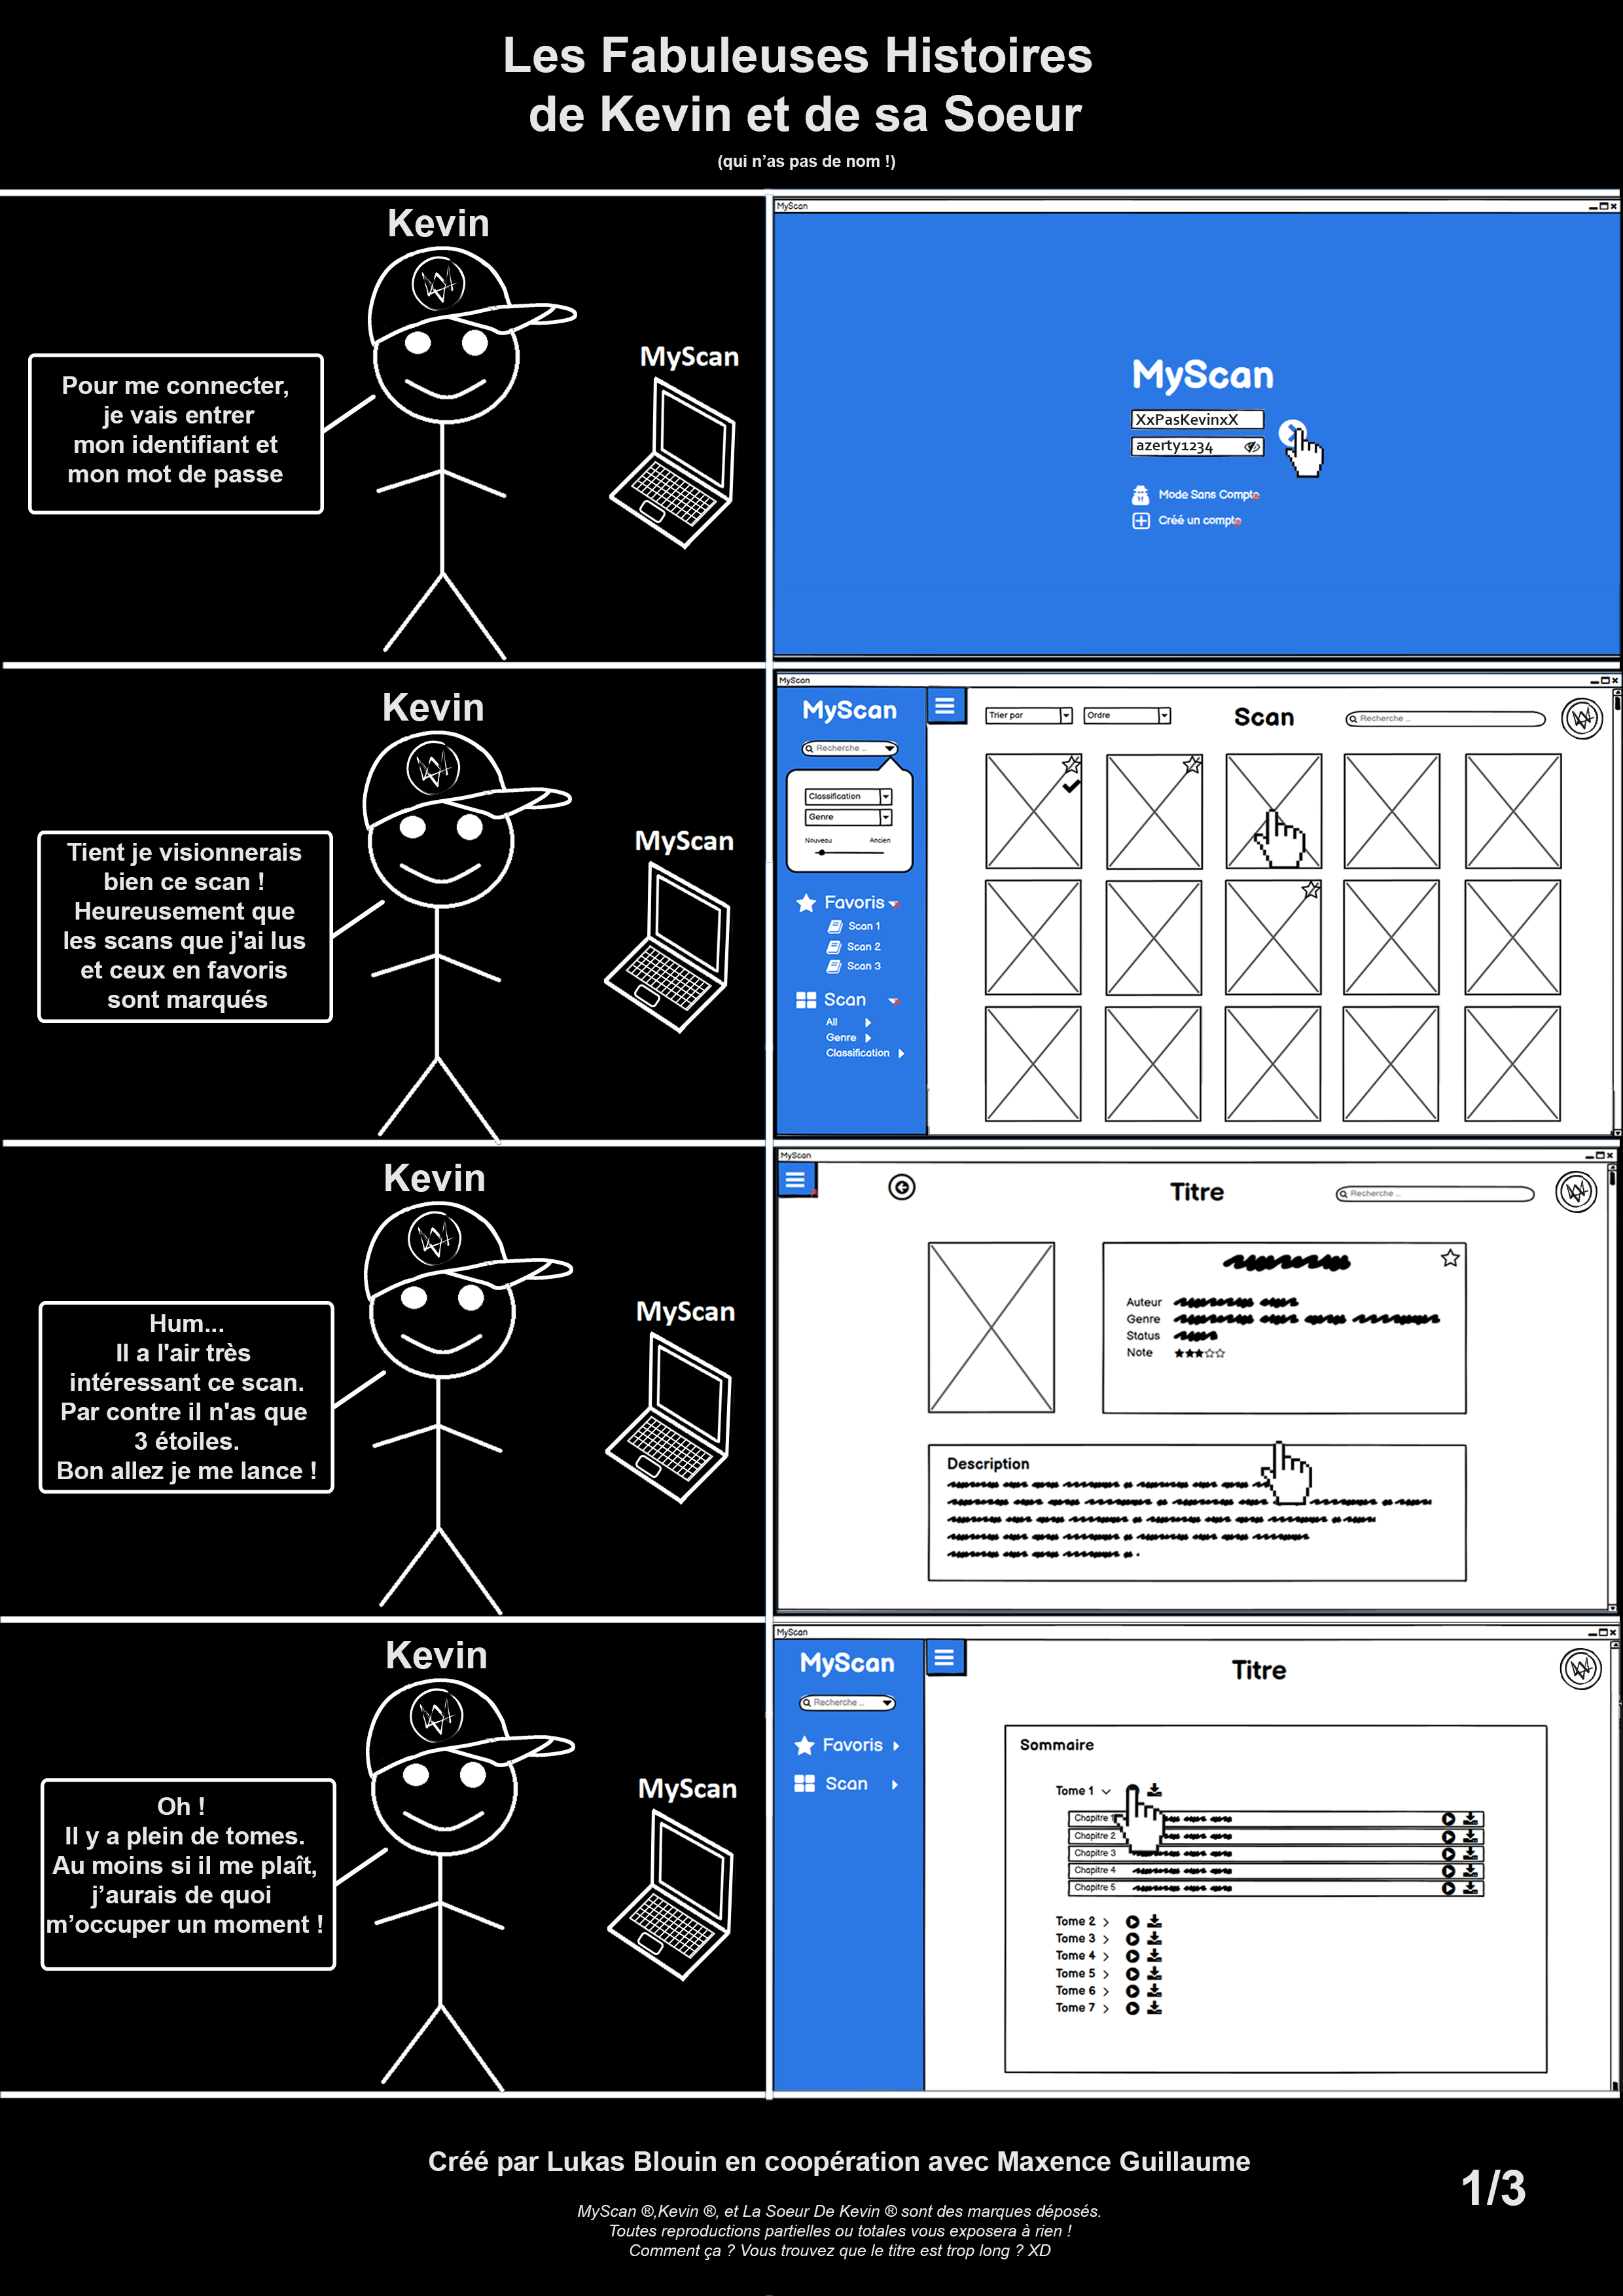 Les Fabuleuses Histoires
de Kevin et de sa Soeur
(qui n’as pas de nom !)
Kevin
Pour me connecter,
je vais entrer
mon identifiant et
mon mot de passe
MyScan
MyScan
MyScan
XxPasKevinxX
azerty1234
Mode Sans Compte
Créé un compte
Kevin
Tient je visionnerais
bien ce scan !
Heureusement que
les scans que j'ai lus
et ceux en favoris
sont marqués
MyScan
MyScan
MyScan
Recherche ...
Classification
Genre
Nouveau Ancien
Favoris
Scan 1
Scan 2
Scan 3
Scan
All
Genre
Classification
Trier par Ordre Scan Recherche ...
Kevin
Hum...
Il a l'air très
intéressant ce scan.
Par contre il n'as que
3 étoiles.
Bon allez je me lance !
MyScan
MyScan
Titre Recherche ...
Auteur
Genre
Status
Note
Description
Kevin
Oh !
Il y a plein de tomes.
Au moins si il me plaît,
j’aurais de quoi
m’occuper un moment !
MyScan
MyScan
MyScan
Recherche ...
Favoris
Scan
Titre
Sommaire
Tome 1
Chapitre 1
Chapitre 2
Chapitre 3
Chapitre 4
Chapitre 5
Tome 2
Tome 3
Tome 4
Tome 5
Tome 6
Tome 7
Créé par Lukas Blouin en coopération avec Maxence Guillaume
1/3
MyScan ®,Kevin ®, et La Soeur De Kevin ® sont des marques déposés.
Toutes reproductions partielles ou totales vous exposera à rien !
Comment ça ? Vous trouvez que le titre est trop long ? XD